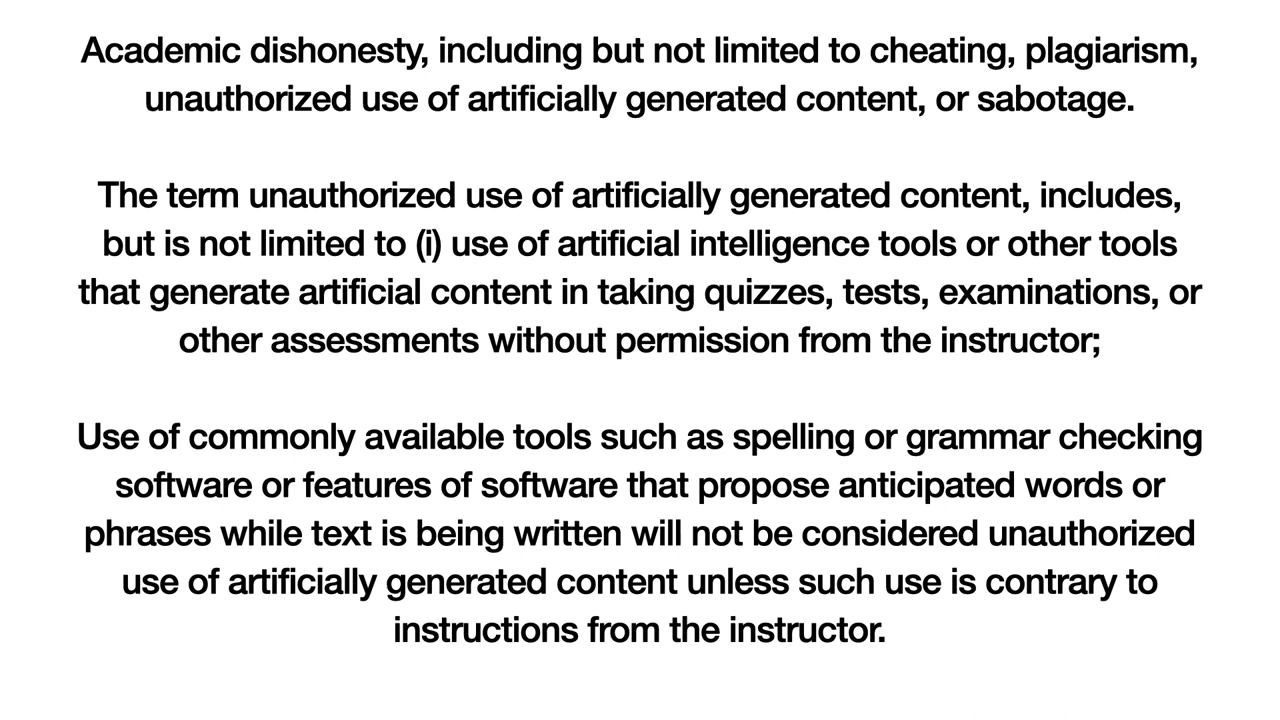 Academic dishonesty, including but not limited to cheating, plagiarism,
unauthorized use of artificially generated content, or sabotage.
The term unauthorized use of artificially generated content, includes,
but is not limited to (i) use of artificial intelligence tools or other tools
that generate artificial content in taking quizzes, tests, examinations, or
other assessments without permission from the instructor;
Use of commonly available tools such as spelling or grammar checking
software or features of software that propose anticipated words or
phrases while text is being written will not be considered unauthorized
use of artificially generated content unless such use is contrary to
instructions from the instructor.